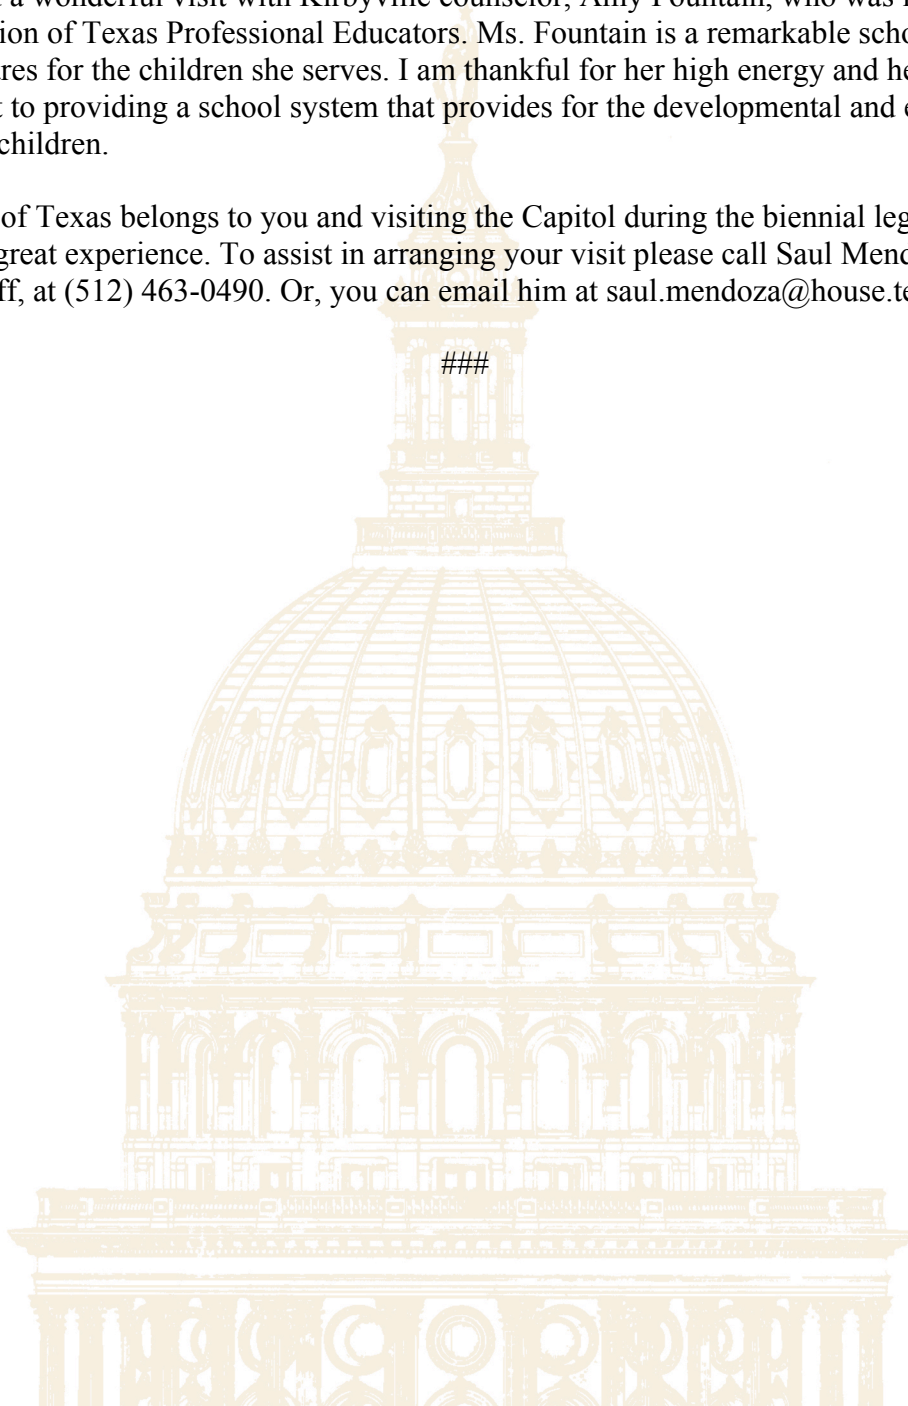 a wonderful visit with Kirbyville counselor, Amy Fountain, who was
ion of Texas Professional Educators. Ms. Fountain is a remarkable scho
res for the children she serves. I am thankful for her high energy and he
t to providing a school system that provides for the developmental and e
children.
of Texas belongs to you and visiting the Capitol during the biennial leg
great experience. To assist in arranging your visit please call Saul Mend
ff, at (512) 463-0490. Or, you can email him at saul.mendoza@house.te
###